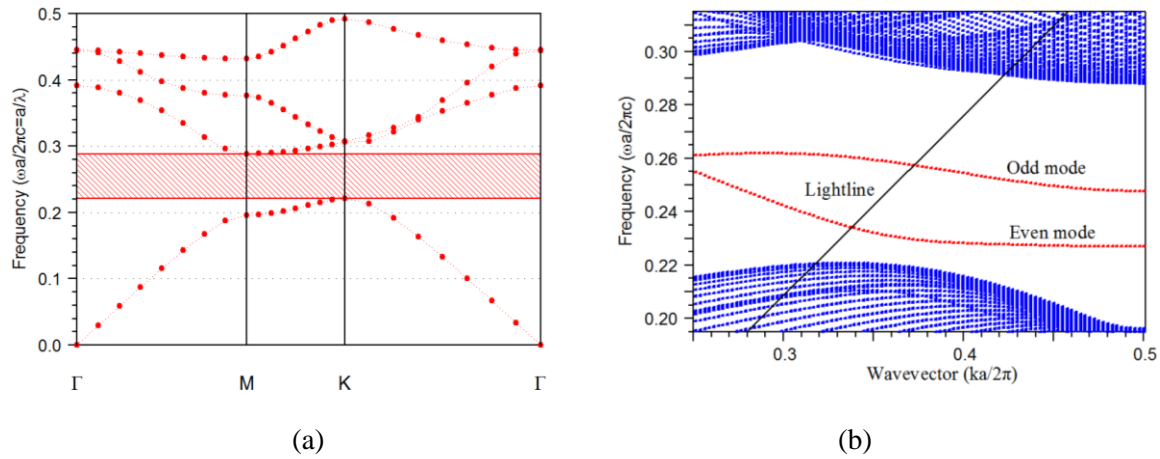 0.5
0.4
0.3
0.2
0.1
0.0
Frequency (ωa/2πc=a/λ)
Γ M K Γ
(a)
0.30
0.28
0.26
0.24
0.22
0.20
Frequency (ωa/2πc)
Odd mode
Lightline
Even mode
0.3 0.4 0.5
Wavevector (ka/2π)
(b)